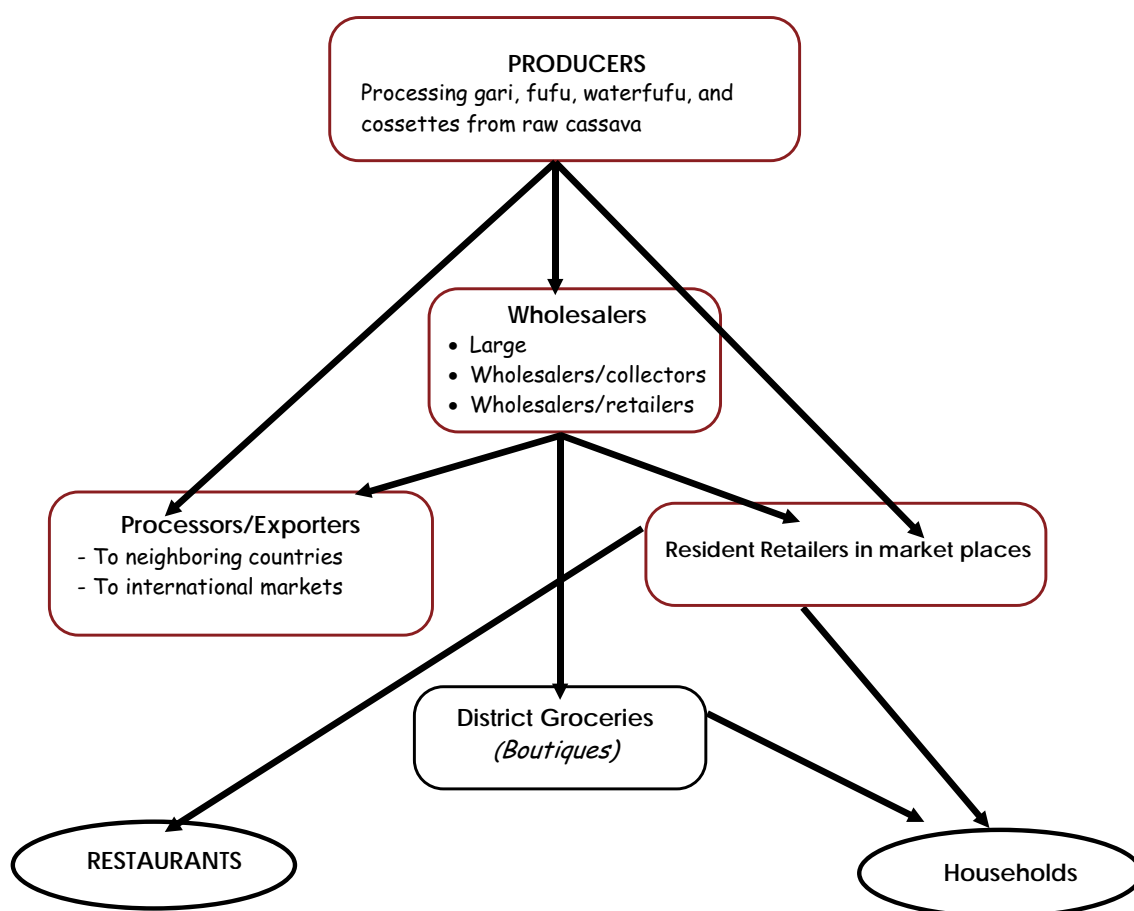 PRODUCERS
Processing gari, fufu, waterfufu, and
cossettes from raw cassava
Wholesalers
• Large
• Wholesalers/collectors
• Wholesalers/retailers
Processors/Exporters
- To neighboring countries
- To international markets
Resident Retailers in market places
District Groceries
(Boutiques)
RESTAURANTS
Households